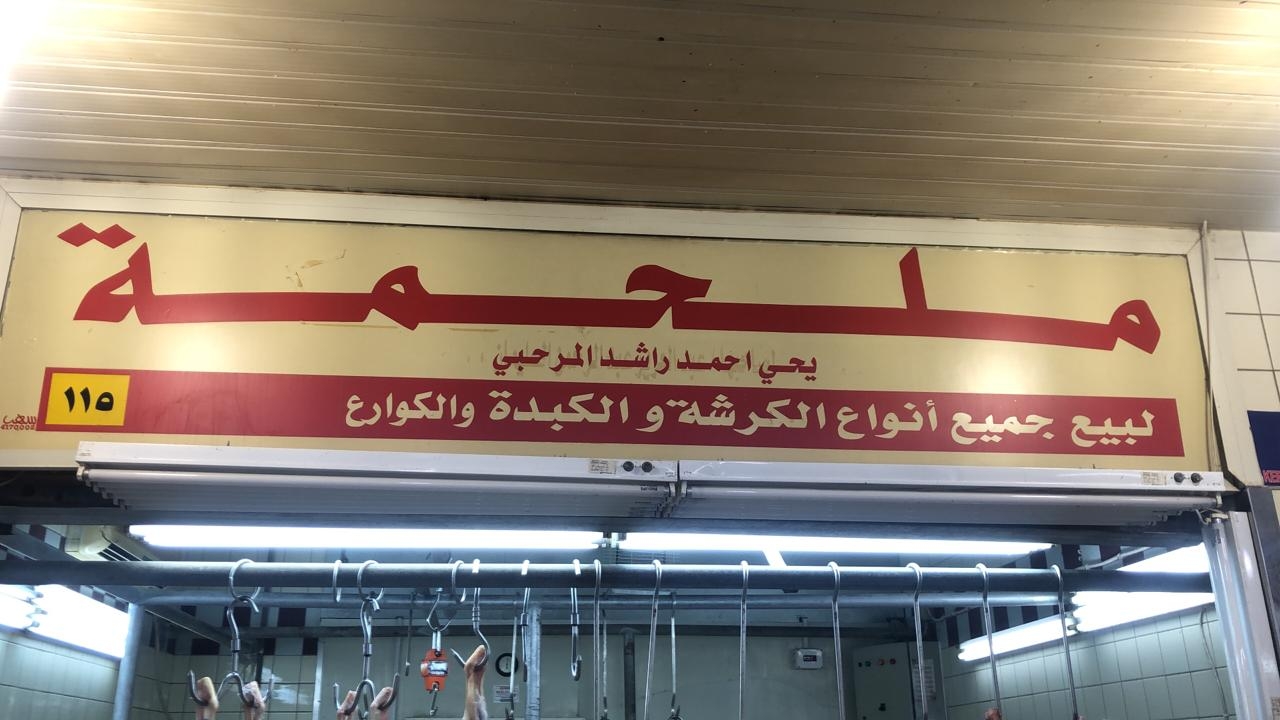 ملحمة
يحي احمد راشد المرحبي
لبيع جميع أنواع الكرشة و الكبدة والكوارع
١١٥